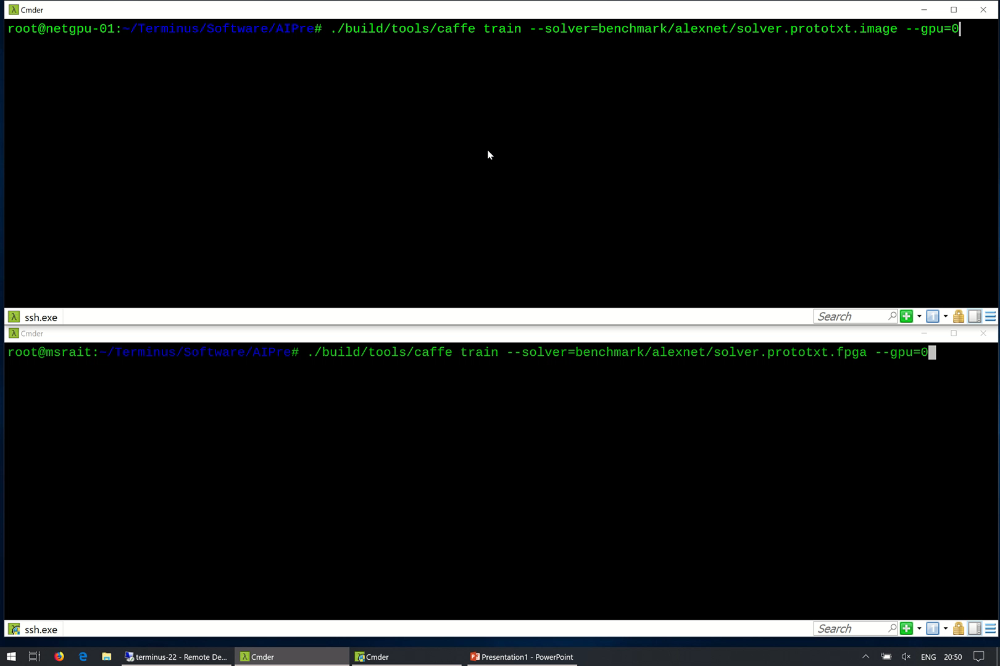 Cmder
root@netgpu-01:~/Terminus/Software/AIPre# ./build/tools/caffe train --solver=benchmark/alexnet/solver.prototxt.image --gpu=0
ssh.exe
Search
Cmder
root@msrait:~/Terminus/Software/AIPre# ./build/tools/caffe train --solver=benchmark/alexnet/solver.prototxt.fpga --gpu=0
ssh.exe
Search
terminus-22 - Remote De... Cmder Cmder Presentation1 - PowerPoint ENG 20:50